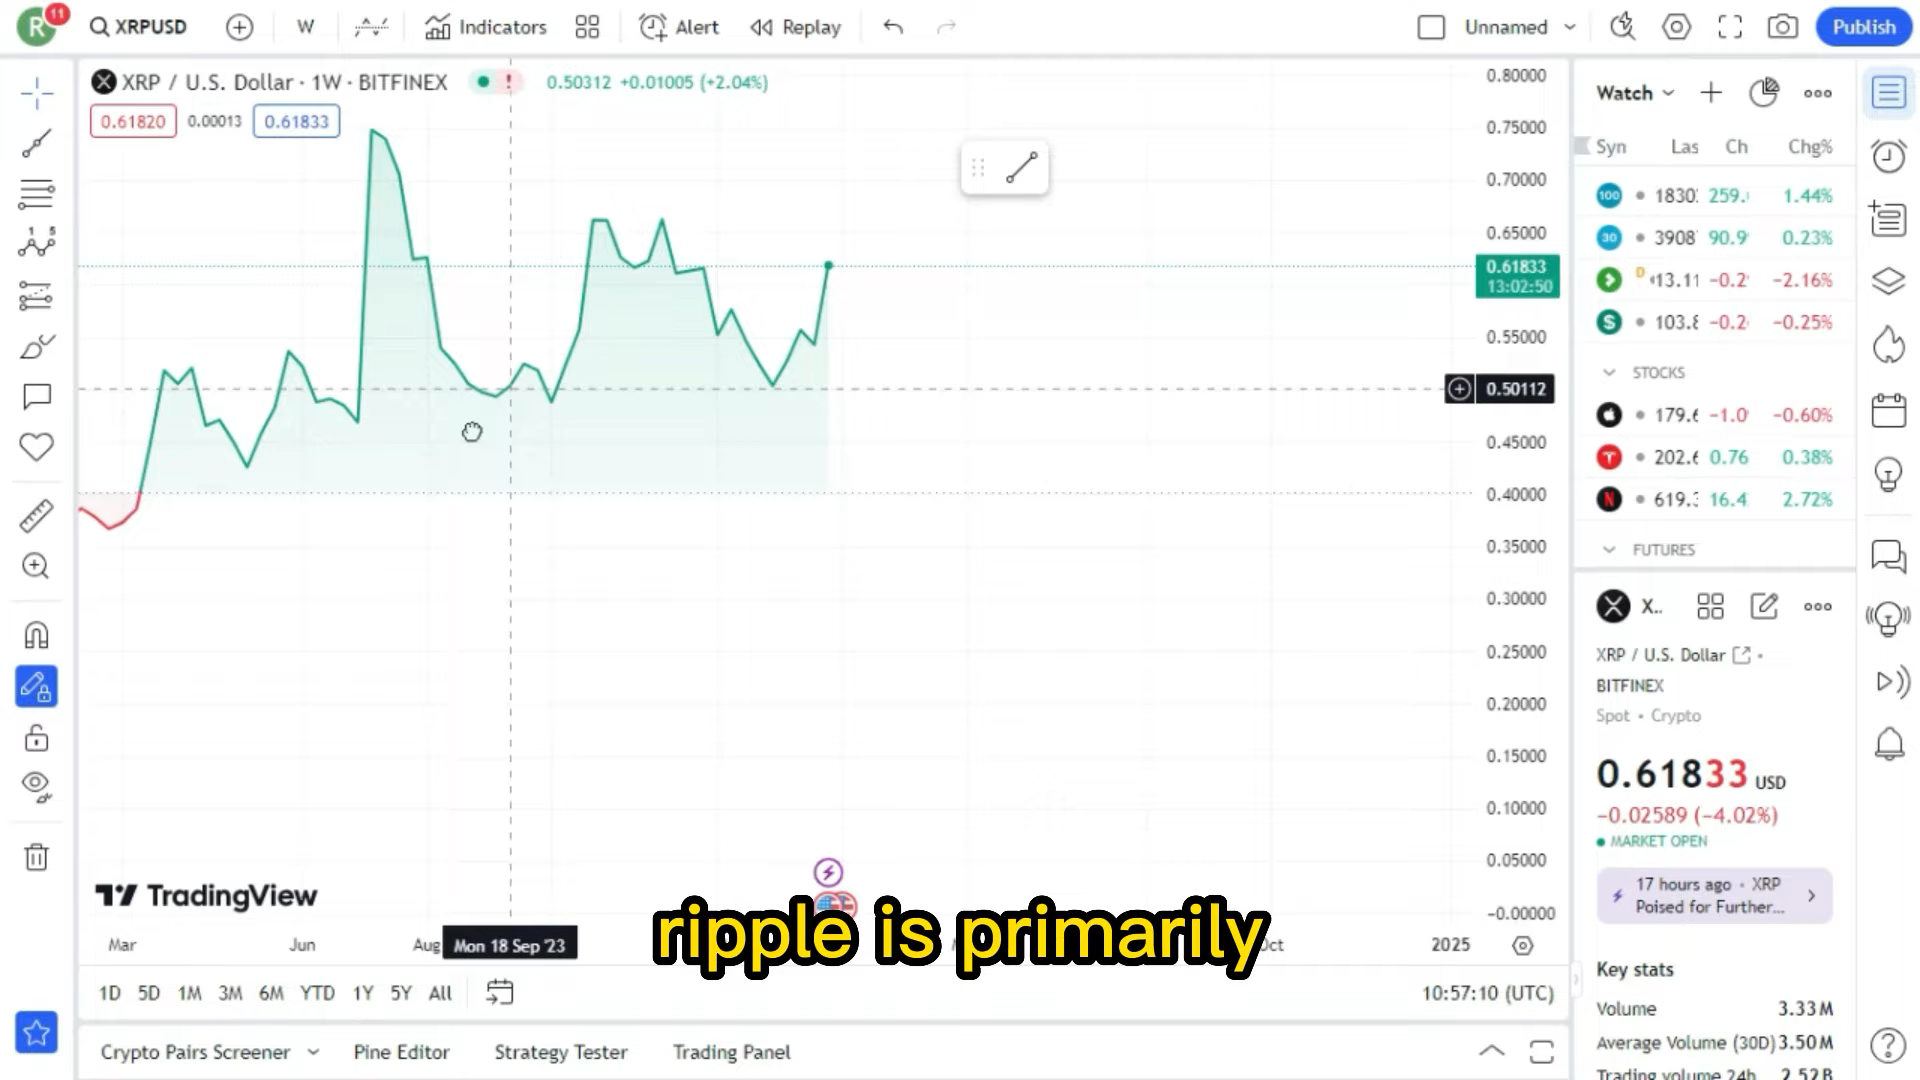 R 11 XRPUSD W Indicators Alert Replay Unnamed Publish
XRP / U.S. Dollar · 1W · BITFINEX ! 0.50312 +0.01005 (+2.04%)
0.61820 0.00013 0.61833
0.80000
0.75000
0.70000
0.65000
0.61833
13:02:50
0.55000
0.50112
0.45000
0.40000
0.35000
0.30000
0.25000
0.20000
0.15000
0.10000
0.05000
-0.00000
TradingView
ripple is primarily
Mar Jun Aug Mon 18 Sep '23 2025
1D 5D 1M 3M 6M YTD 1Y 5Y All 10:57:10 (UTC)
Crypto Pairs Screener Pine Editor Strategy Tester Trading Panel
Watch
Syn Las Ch Chg%
100 1830 259. 1.44%
30 3908 90.9 0.23%
D 13.11 -0.2 -2.16%
S 103.8 -0.2 -0.25%
STOCKS
179.6 -1.0 -0.60%
T 202.6 0.76 0.38%
N 619. 16.4 2.72%
FUTURES
X..
XRP / U.S. Dollar ·
BITFINEX
Spot • Crypto
0.61833 USD
-0.02589 (-4.02%)
MARKET OPEN
17 hours ago • XRP
Poised for Further...
Key stats
Volume 3.33M
Average Volume (30D) 3.50M
Trading volume 24h 2.52B